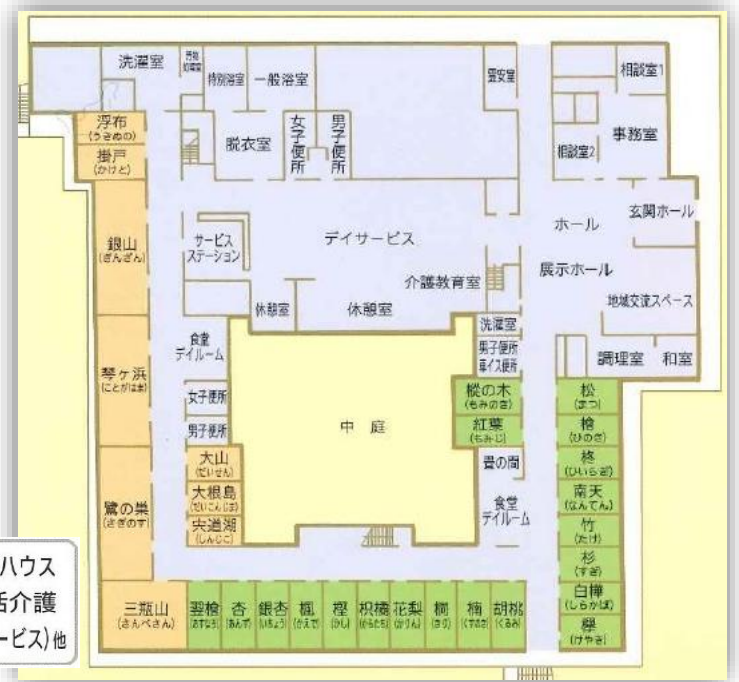 洗濯室
特別浴室
一般浴室
霊安室
相談室1
浮布
(うきぬの)
掛戸
(かけと)
脱衣室
女子便所
男子便所
相談室2
事務室
銀山
(ぎんざん)
サービス
ステーション
デイサービス
ホール
玄関ホール
介護教育室
展示ホール
休憩室
休憩室
地域交流スペース
琴ヶ浜
(ことがはま)
食堂
デイルーム
洗濯室
男子便所
車イス便所
調理室
和室
女子便所
樅の木
(もみのき)
松
(まつ)
男子便所
中庭
紅葉
(もみじ)
檜
(ひのき)
大山
(だいせん)
畳の間
柊
(ひいらぎ)
鷺の巣
(さぎのす)
大根島
(だいこんじま)
食堂
デイルーム
南天
(なんてん)
宍道湖
(しんじこ)
竹
(たけ)
杉
(すぎ)
ハウス
活介護
ービス)他
三瓶山
(さんべさん)
翌檜
(あすなろ)
杏
(あんず)
銀杏
(いちょう)
楓
(かえで)
樫
(かし)
枳橘
(からたち)
花梨
(かりん)
桐
(きり)
楠
(くすのき)
胡桃
(くるみ)
白樺
(しらかば)
欅
(けやき)